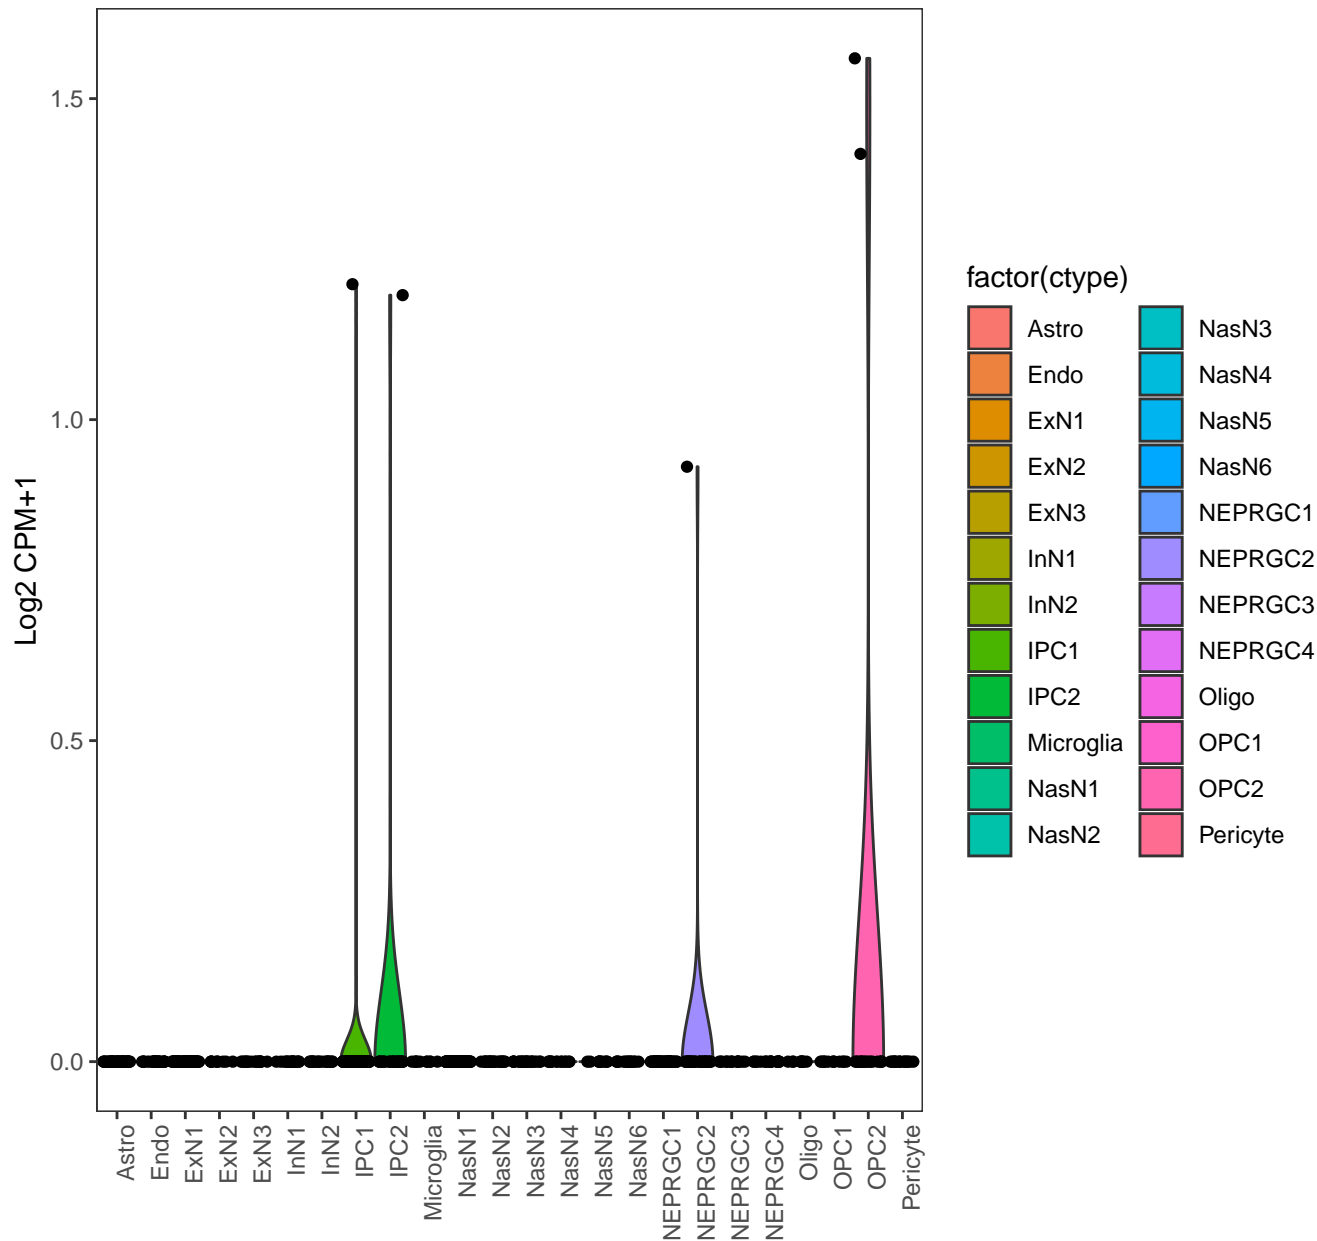 1.5
1.0
0.5
0.0
Log2 CPM+1
Astro
Endo
ExN1
ExN2
ExN3
InN1
InN2
IPC1
IPC2
Microglia
NasN1
NasN2
NasN3
NasN4
NasN5
NasN6
NEPRGC1
NEPRGC2
NEPRGC3
NEPRGC4
Oligo
OPC1
OPC2
Pericyte
factor(ctype)
Astro
Endo
ExN1
ExN2
ExN3
InN1
InN2
IPC1
IPC2
Microglia
NasN1
NasN2
NasN3
NasN4
NasN5
NasN6
NEPRGC1
NEPRGC2
NEPRGC3
NEPRGC4
Oligo
OPC1
OPC2
Pericyte